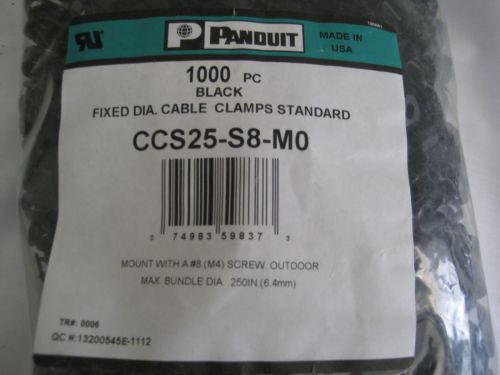 PANDUIT
MADE IN
USA
1000 PC
BLACK
FIXED DIA. CABLE CLAMPS STANDARD
CCS25-S8-M0
0 74983 59837 3
MOUNT WITH A #8 (M4) SCREW. OUTDOOR
MAX. BUNDLE DIA. .250IN.(6.4mm)
TR#: 0006
QC #:13200545E-1112